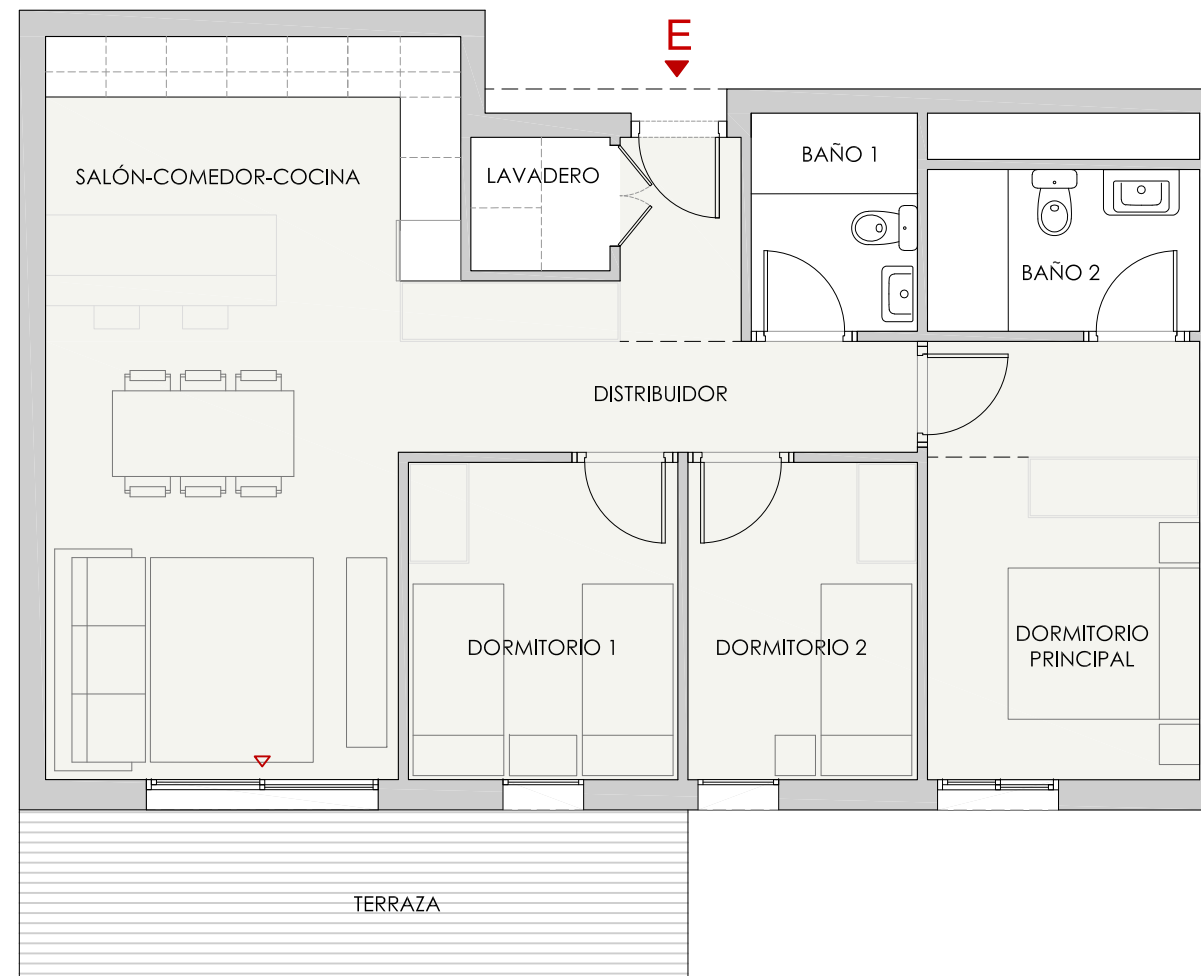 E
BAÑO 1
SALÓN-COMEDOR-COCINA
LAVADERO
BAÑO 2
DISTRIBUIDOR
DORMITORIO 1
DORMITORIO 2
DORMITORIO
PRINCIPAL
TERRAZA